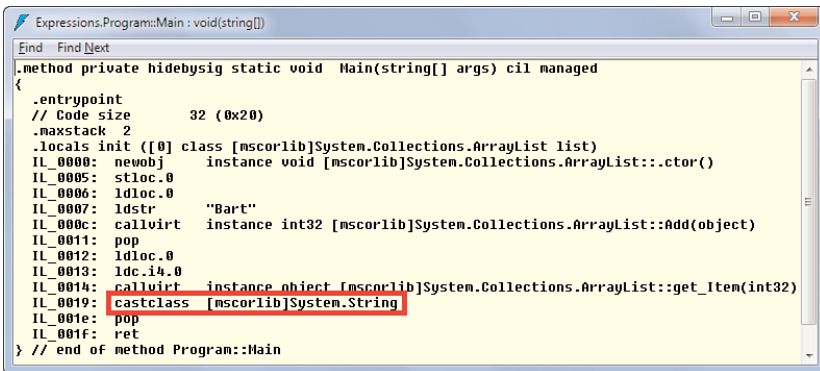 Expressions.Program::Main : void(string[])
Find Find Next
.method private hidebysig static void  Main(string[] args) cil managed
{
  .entrypoint
  // Code size       32 (0x20)
  .maxstack  2
  .locals init ([0] class [mscorlib]System.Collections.ArrayList list)
  IL_0000:  newobj     instance void [mscorlib]System.Collections.ArrayList::.ctor()
  IL_0005:  stloc.0
  IL_0006:  ldloc.0
  IL_0007:  ldstr      "Bart"
  IL_000c:  callvirt   instance int32 [mscorlib]System.Collections.ArrayList::Add(object)
  IL_0011:  pop
  IL_0012:  ldloc.0
  IL_0013:  ldc.i4.0
  IL_0014:  callvirt   instance object [mscorlib]System.Collections.ArrayList::get_Item(int32)
  IL_0019:  castclass  [mscorlib]System.String
  IL_001e:  pop
  IL_001f:  ret
} // end of method Program::Main